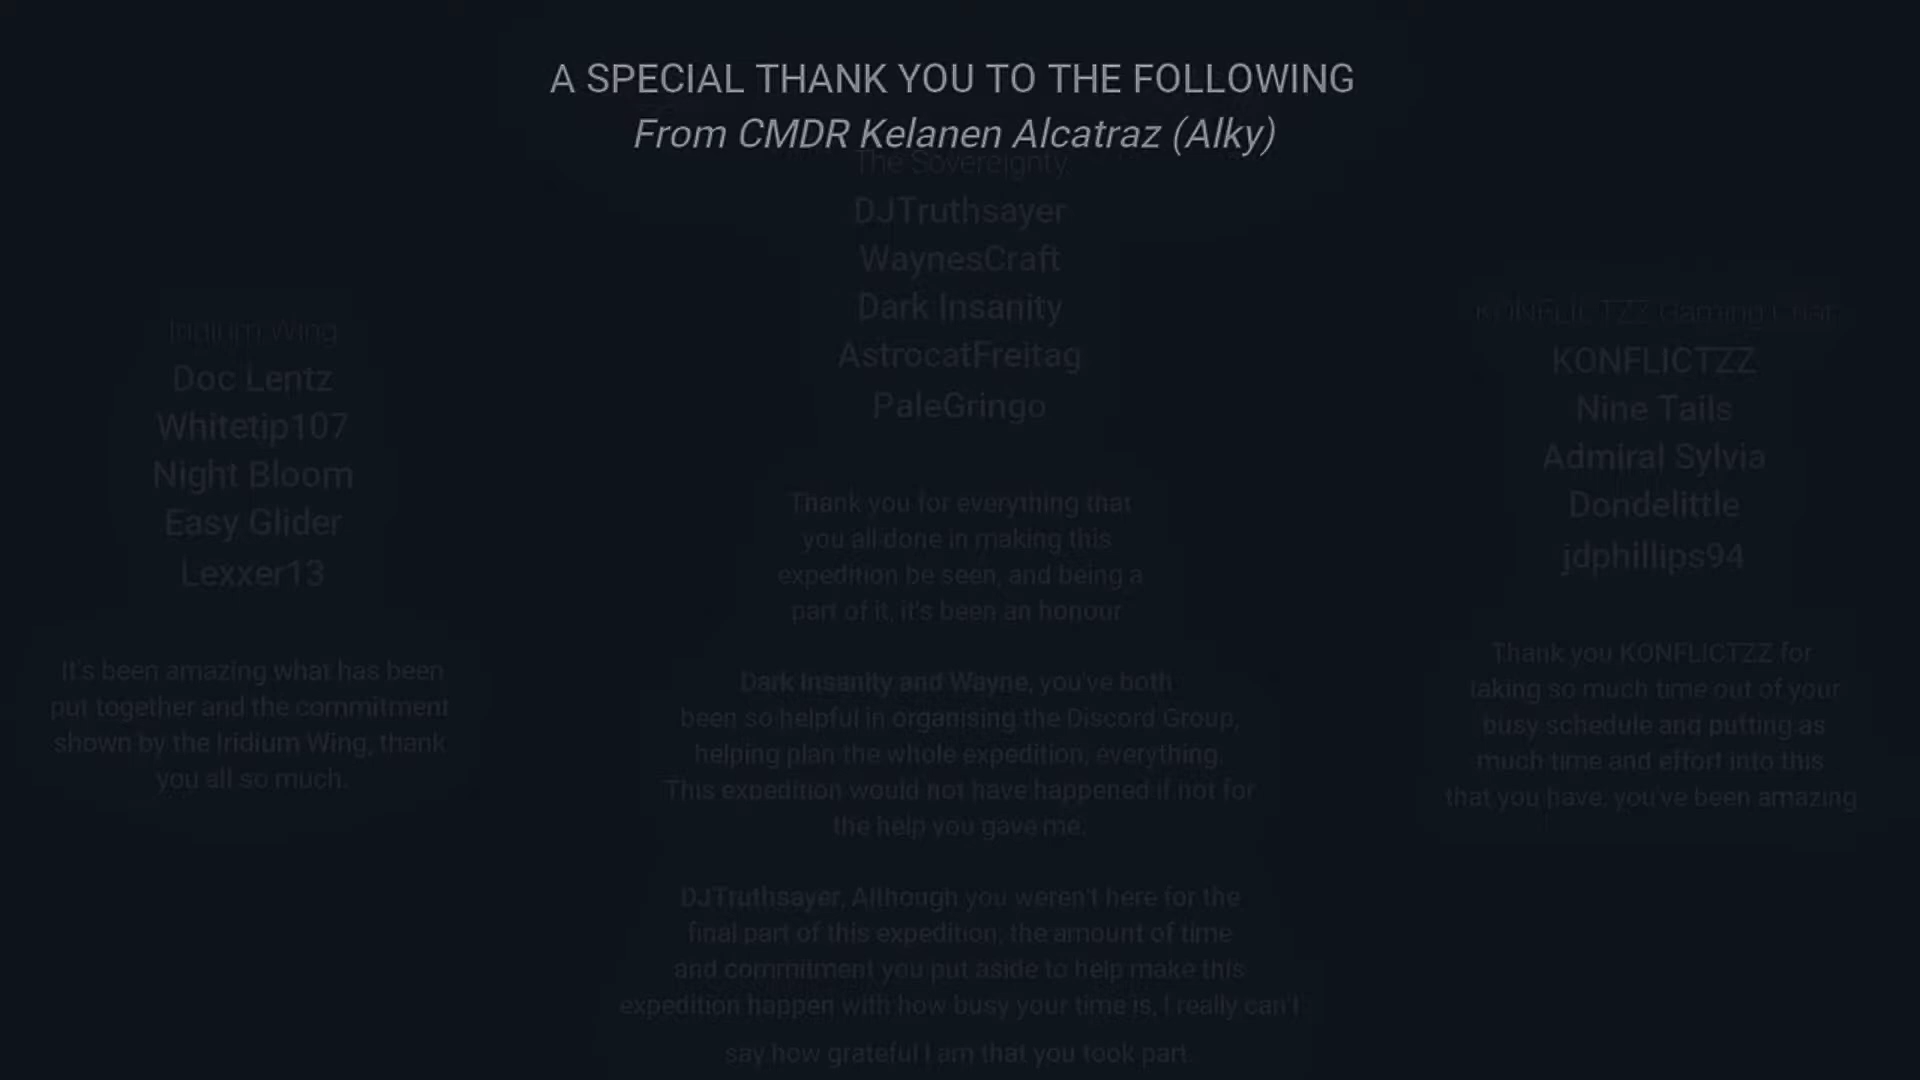 A SPECIAL THANK YOU TO THE FOLLOWING
From CMDR Kelanen Alcatraz (Alky)
Iridium Wing
Doc Lentz
Whitetip107
Night Bloom
Easy Glider
Lexxer13
It's been amazing what has been
put together and the commitment
shown by the Iridium Wing, thank
you all so much.
The Sovereignty
DJTruthsayer
WaynesCraft
Dark Insanity
AstrocatFreitag
PaleGringo
Thank you for everything that
you all done in making this
expedition be seen, and being a
part of it, it's been an honour
Dark Insanity and Wayne, you've both
been so helpful in organising the Discord Group,
helping plan the whole expedition, everything.
This expedition would not have happened if not for
the help you gave me.
DJTruthsayer, Although you weren't here for the
final part of this expedition, the amount of time
and commitment you put aside to help make this
expedition happen with how busy your time is, I really can't
say how grateful I am that you took part.
KONFLICTZZ Gaming Chat
KONFLICTZZ
Nine Tails
Admiral Sylvia
Dondelittle
jdphillips94
Thank you KONFLICTZZ for
taking so much time out of your
busy schedule and putting as
much time and effort into this
that you have, you've been amazing